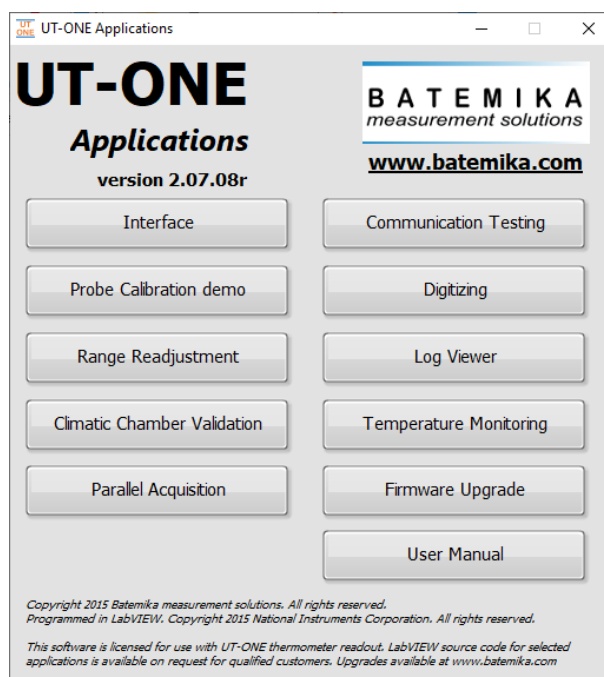 UT
ONE
UT-ONE Applications
UT-ONE
Applications
version 2.07.08r
BATEMIKA
measurement solutions
www.batemika.com
Interface
Communication Testing
Probe Calibration demo
Digitizing
Range Readjustment
Log Viewer
Climatic Chamber Validation
Temperature Monitoring
Parallel Acquisition
Firmware Upgrade
User Manual
Copyright 2015 Batemika measurement solutions. All rights reserved.
Programmed in LabVIEW. Copyright 2015 National Instruments Corporation. All rights reserved.
This software is licensed for use with UT-ONE thermometer readout. LabVIEW source code for selected
applications is available on request for qualified customers. Upgrades available at www.batemika.com